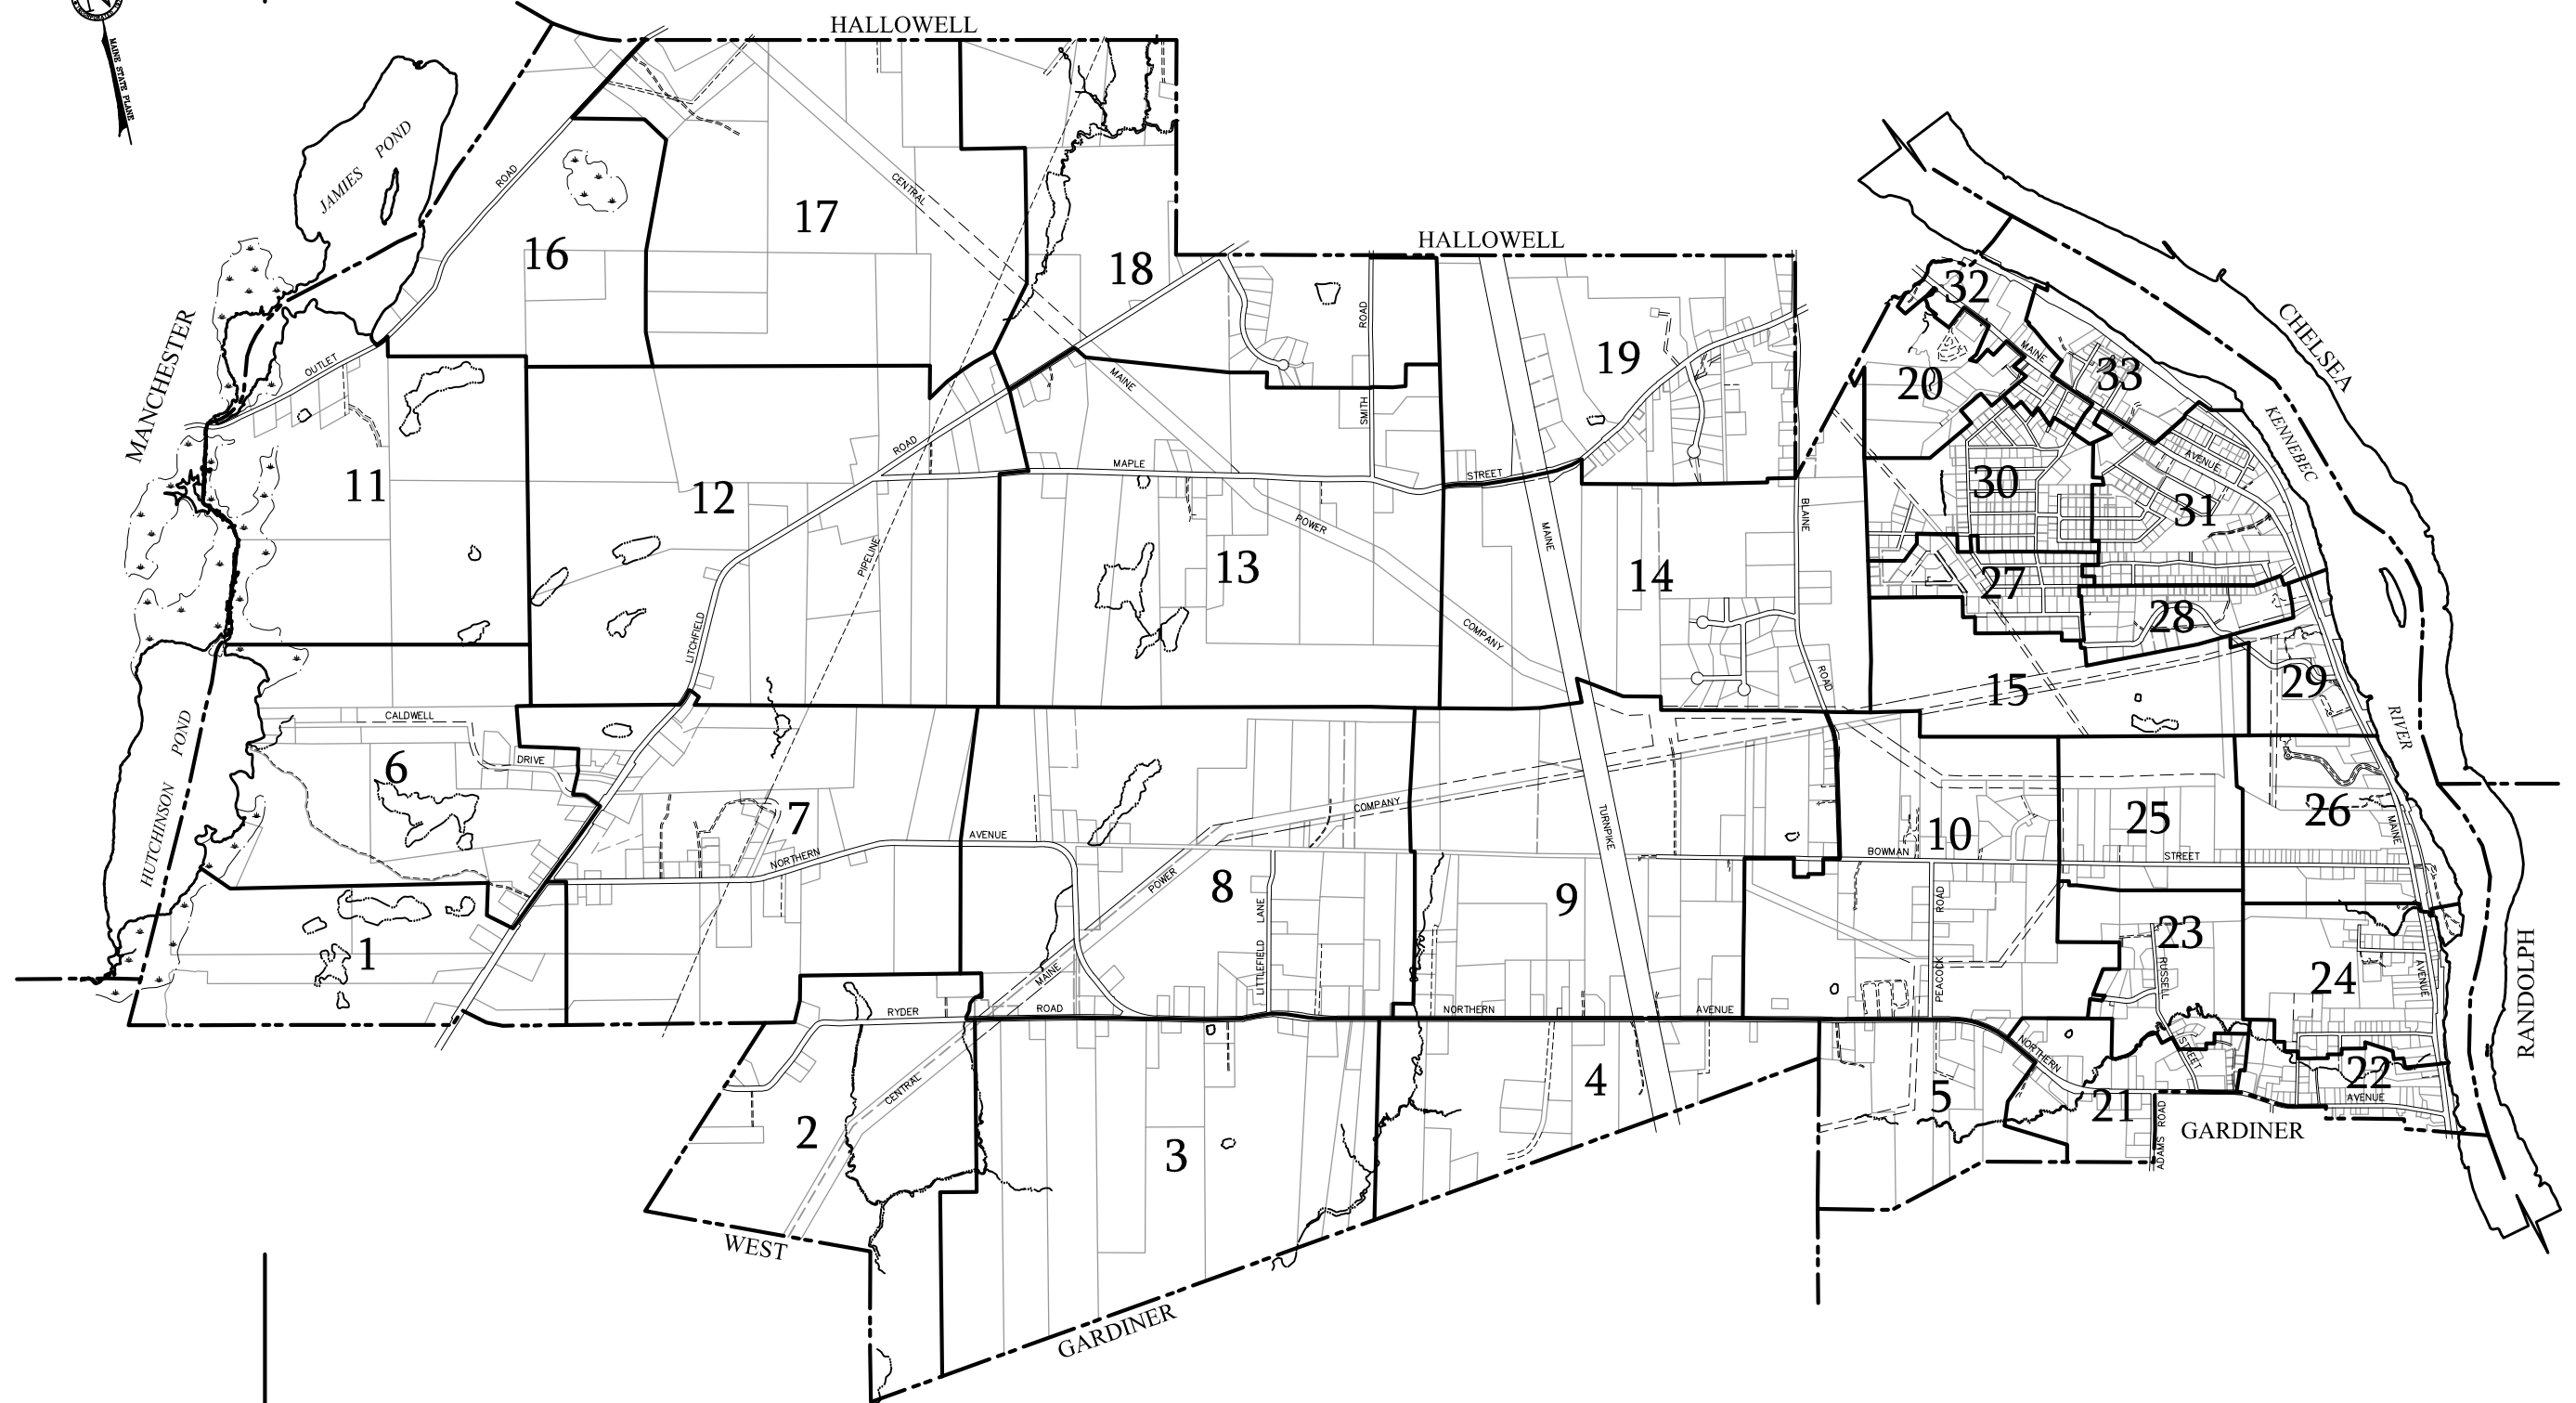 HALLOWELL
MAINE STATE PLANE
JAMIES POND
ROAD
CENTRAL
17
16
18
HALLOWELL
32
CHELSEA
MANCHESTER
OUTLET
ROAD
19
MAINE
MAINE
33
20
SMITH
KENNEBEC
ROAD
MAPLE
STREET
AVENUE
11
12
30
31
POWER
BLAINE
MAINE
PIPELINE
13
14
27
28
LITCHFIELD
COMPANY
ROAD
15
29
CALDWELL
HUTCHINSON POND
RIVER
DRIVE
6
7
COMPANY
TURNPIKE
25
26
MAINE
AVENUE
10
NORTHERN
BOWMAN
STREET
POWER
8
9
ROAD
LITTLEFIELD LANE
1
23
RUSSELL
24
AVENUE
MAINE
PEACOCK
RANDOLPH
RYDER
ROAD
NORTHERN
AVENUE
NORTHERN
STREET
22
CENTRAL
4
5
AVENUE
21
ADAMS ROAD
2
3
GARDINER
WEST
GARDINER